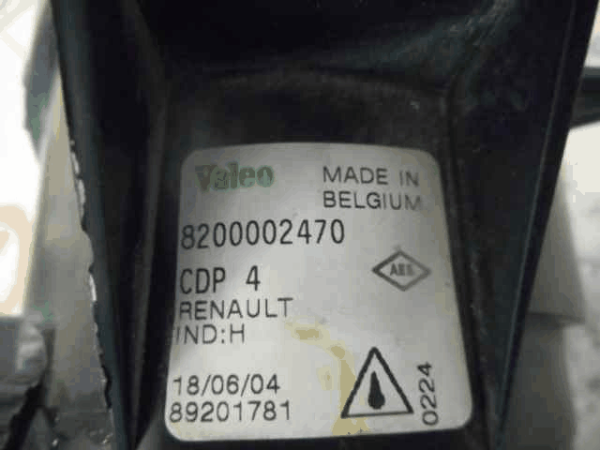 Valeo
MADE IN
BELGIUM
8200002470
CDP 4
RENAULT
IND:H
18/06/04
89201781
0224